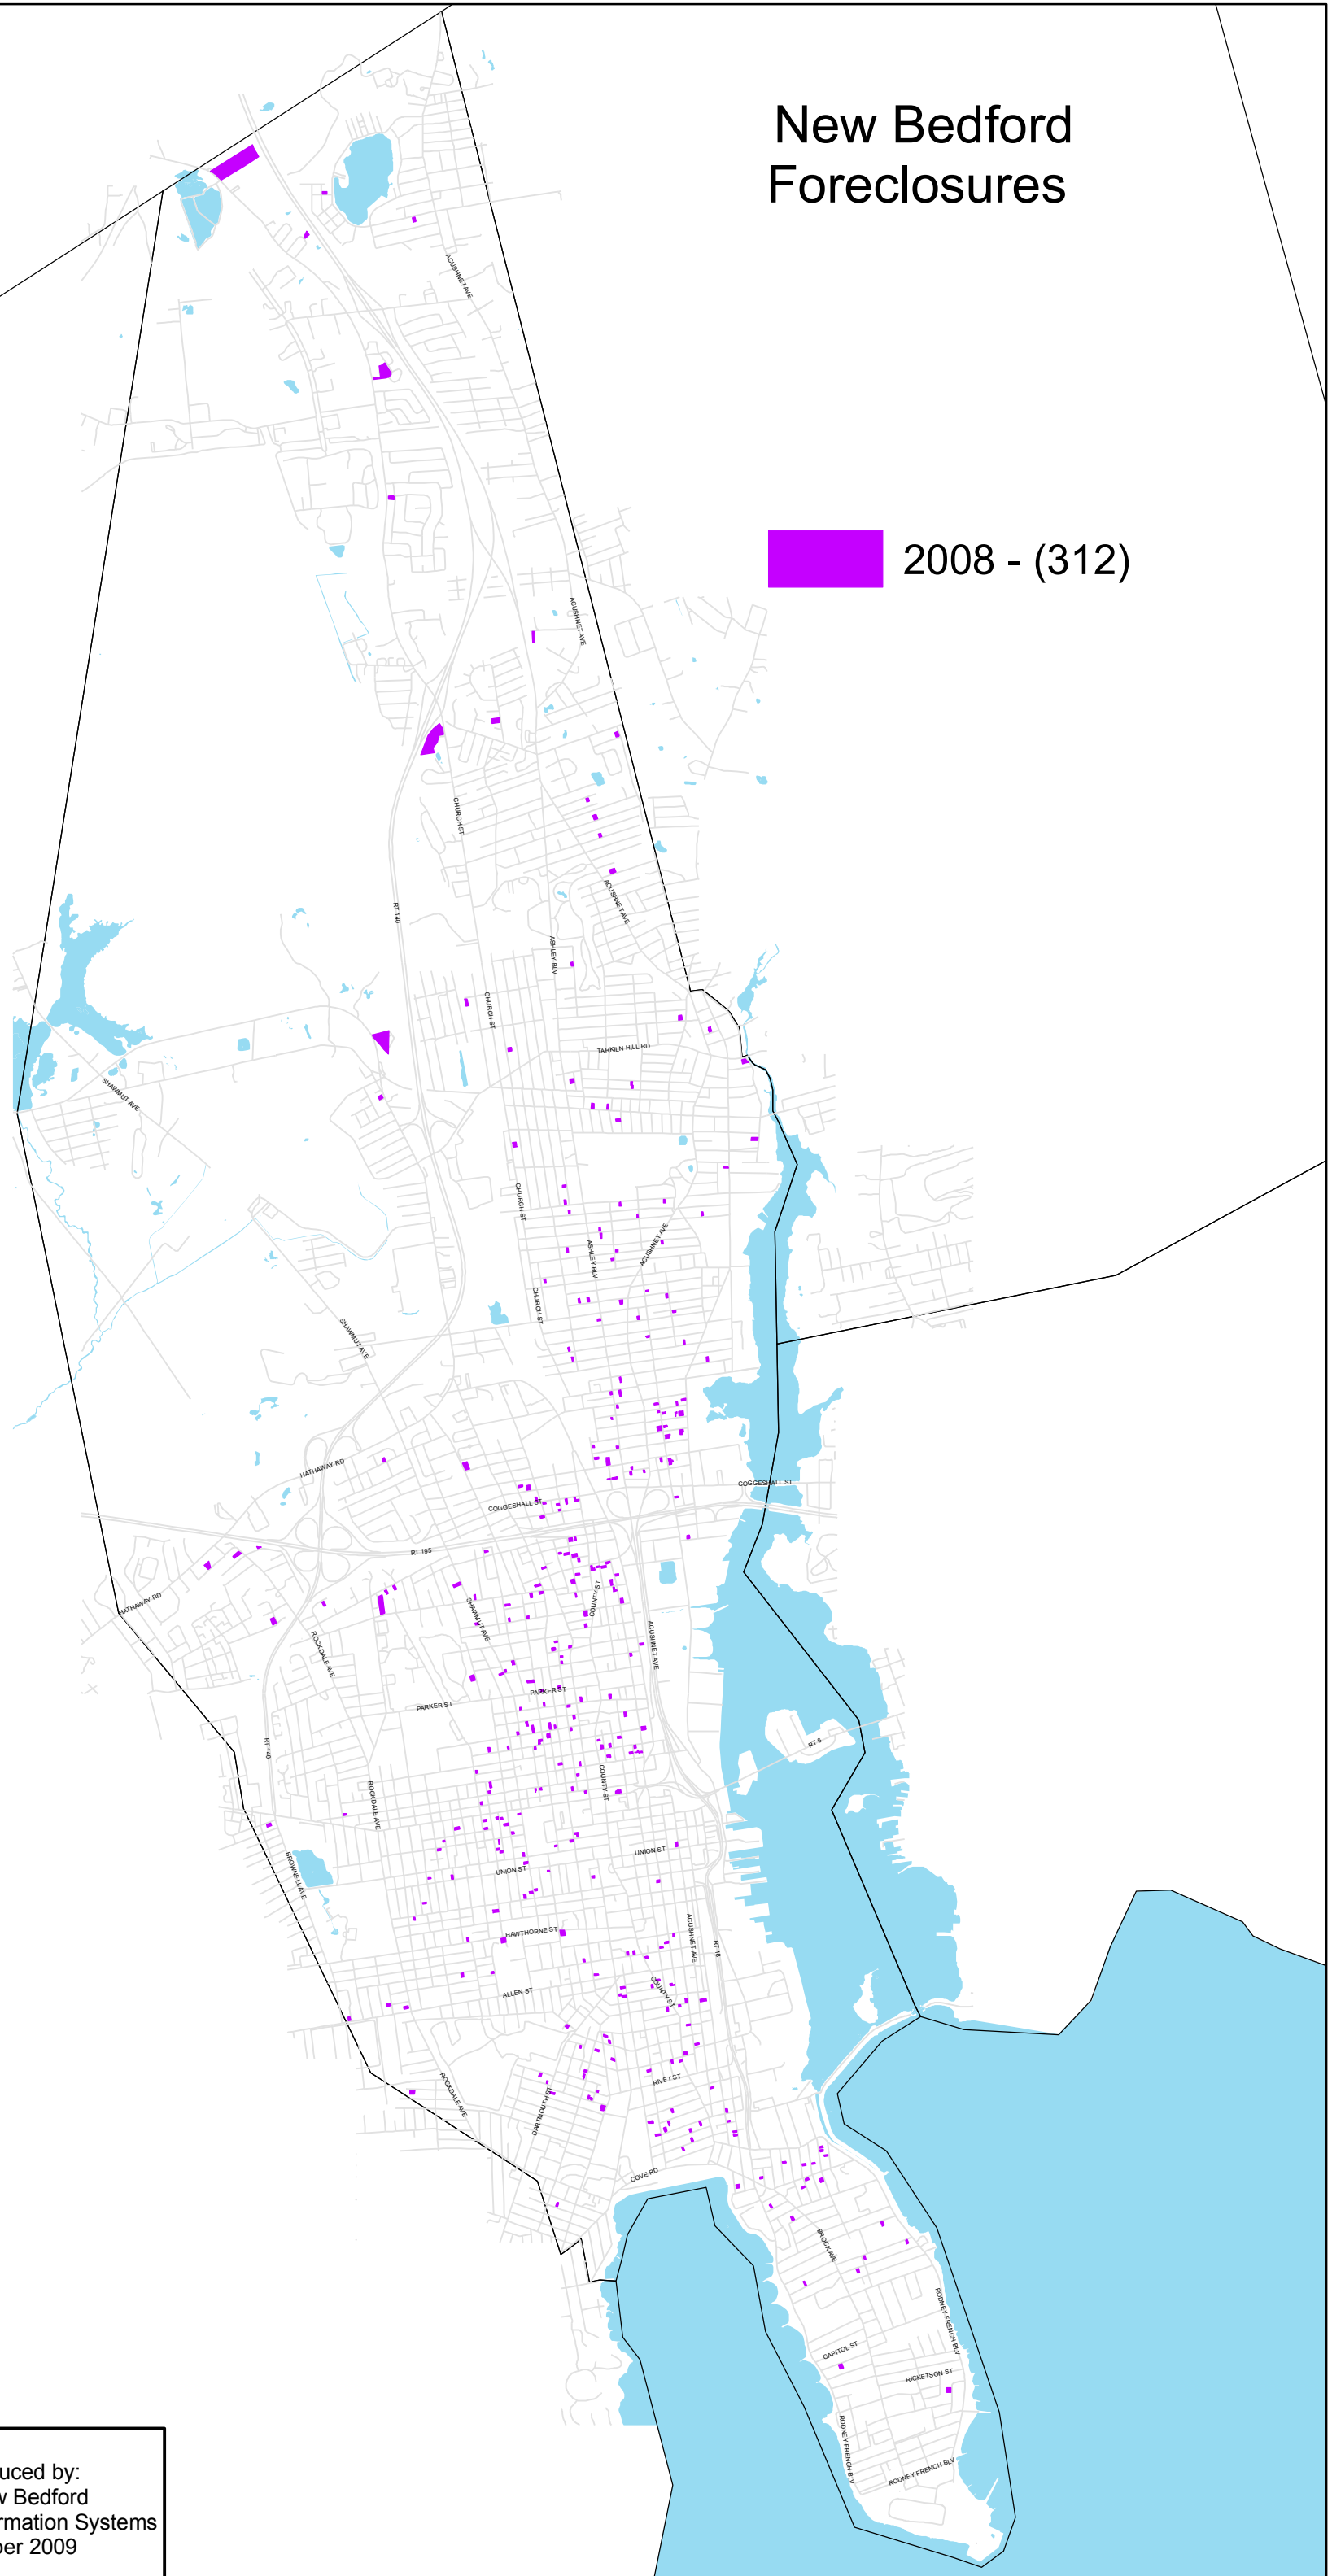 New Bedford
Foreclosures
ACUSHNET AVE
2008 - (312)
ACUSHNET AVE
CHURCH ST
ACUSHNET AVE
RT 140
ASHLEY BLV
CHURCH ST
TARKILN HILL RD
SHAWMUT AVE
CHURCH ST
ACUSHNET AVE
ASHLEY BLV
CHURCH ST
SHAWMUT AVE
HATHAWAY RD
COGGESHALL ST
COGGESHALL ST
RT 195
HATHAWAY RD
COUNTY ST
SHAWMUT AVE
ACUSHNET AVE
ROCKDALE AVE
PARKER ST
PARKER ST
RT 140
RT 6
COUNTY ST
ROCKDALE AVE
UNION ST
BROWNELL AVE
UNION ST
HAWTHORNE ST
ACUSHNET AVE
RT 18
COUNTY ST
ALLEN ST
RIVET ST
ROCKDALE AVE
DARTMOUTH ST
COVE RD
BROCK AVE
RODNEY FRENCH BLV
CAPITOL ST
RICKETSON ST
RODNEY FRENCH BLV
RODNEY FRENCH BLV
uced by:
w Bedford
rmation Systems
ber 2009